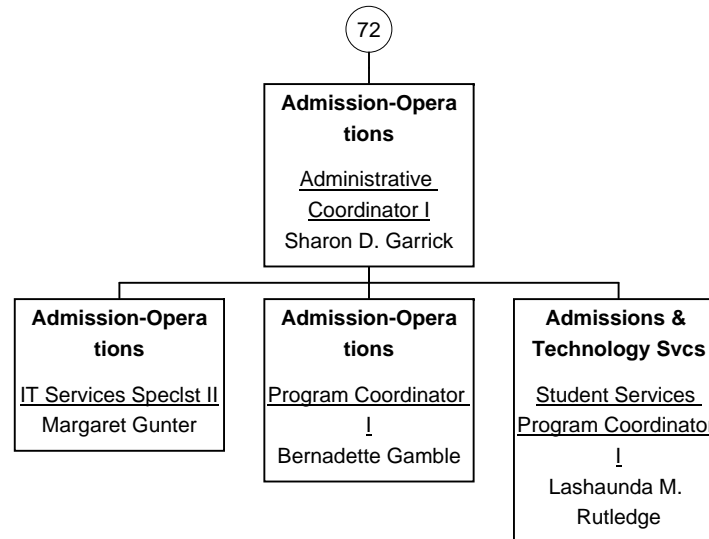 72
Admission-Opera
tions
Administrative
Coordinator I
Sharon D. Garrick
Admission-Opera
tions
IT Services Speclst II
Margaret Gunter
Admission-Opera
tions
Program Coordinator
I
Bernadette Gamble
Admissions &
Technology Svcs
Student Services
Program Coordinator
I
Lashaunda M.
Rutledge